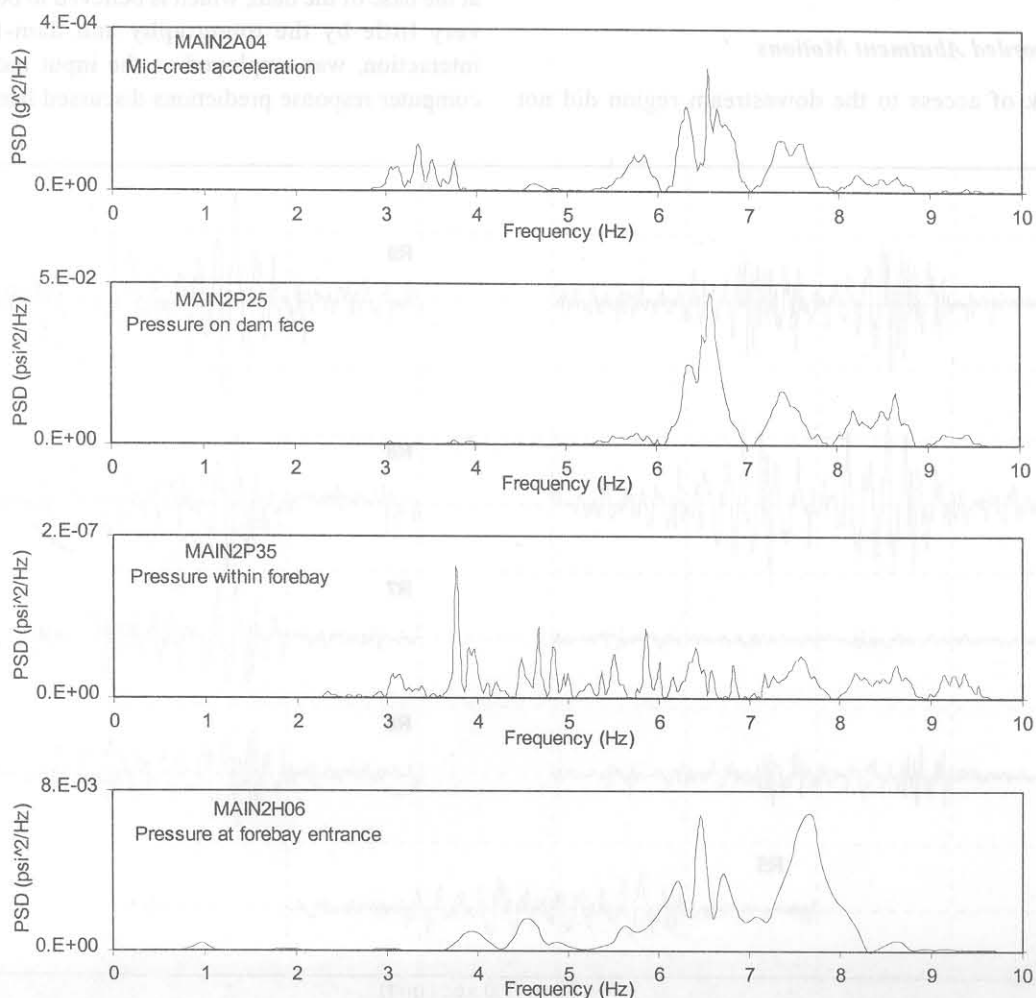 at the base of the dam, which is believed to be
very little by the topography and dam-
orded Abutment Motions
interaction, was
the input
k of access to the downstream region did not
computer response predictions discussed
4.E-04
MAIN2A04
Mid-crest acceleration
PSD (g^2/Hz)
0.E+00
0 1 2 3 4 5 6 7 8 9 10
Frequency (Hz)
R9
5.E-02
MAIN2P25
Pressure on dam face
PSD (psi^2/Hz)
0.E+00
0 1 2 3 4 5 6 7 8 9 10
Frequency (Hz)
R8
2.E-07
MAIN2P35
Pressure within forebay
R7
PSD (psi^2/Hz)
0.E+00
0 1 2 3 4 5 6 7 8 9 10
Frequency (Hz)
R6
8.E-03
MAIN2H06
Pressure at forebay entrance
R5
PSD (psi^2/Hz)
0.E+00
0 1 2 3 4 5 6 7 8 9 10
Frequency (Hz)